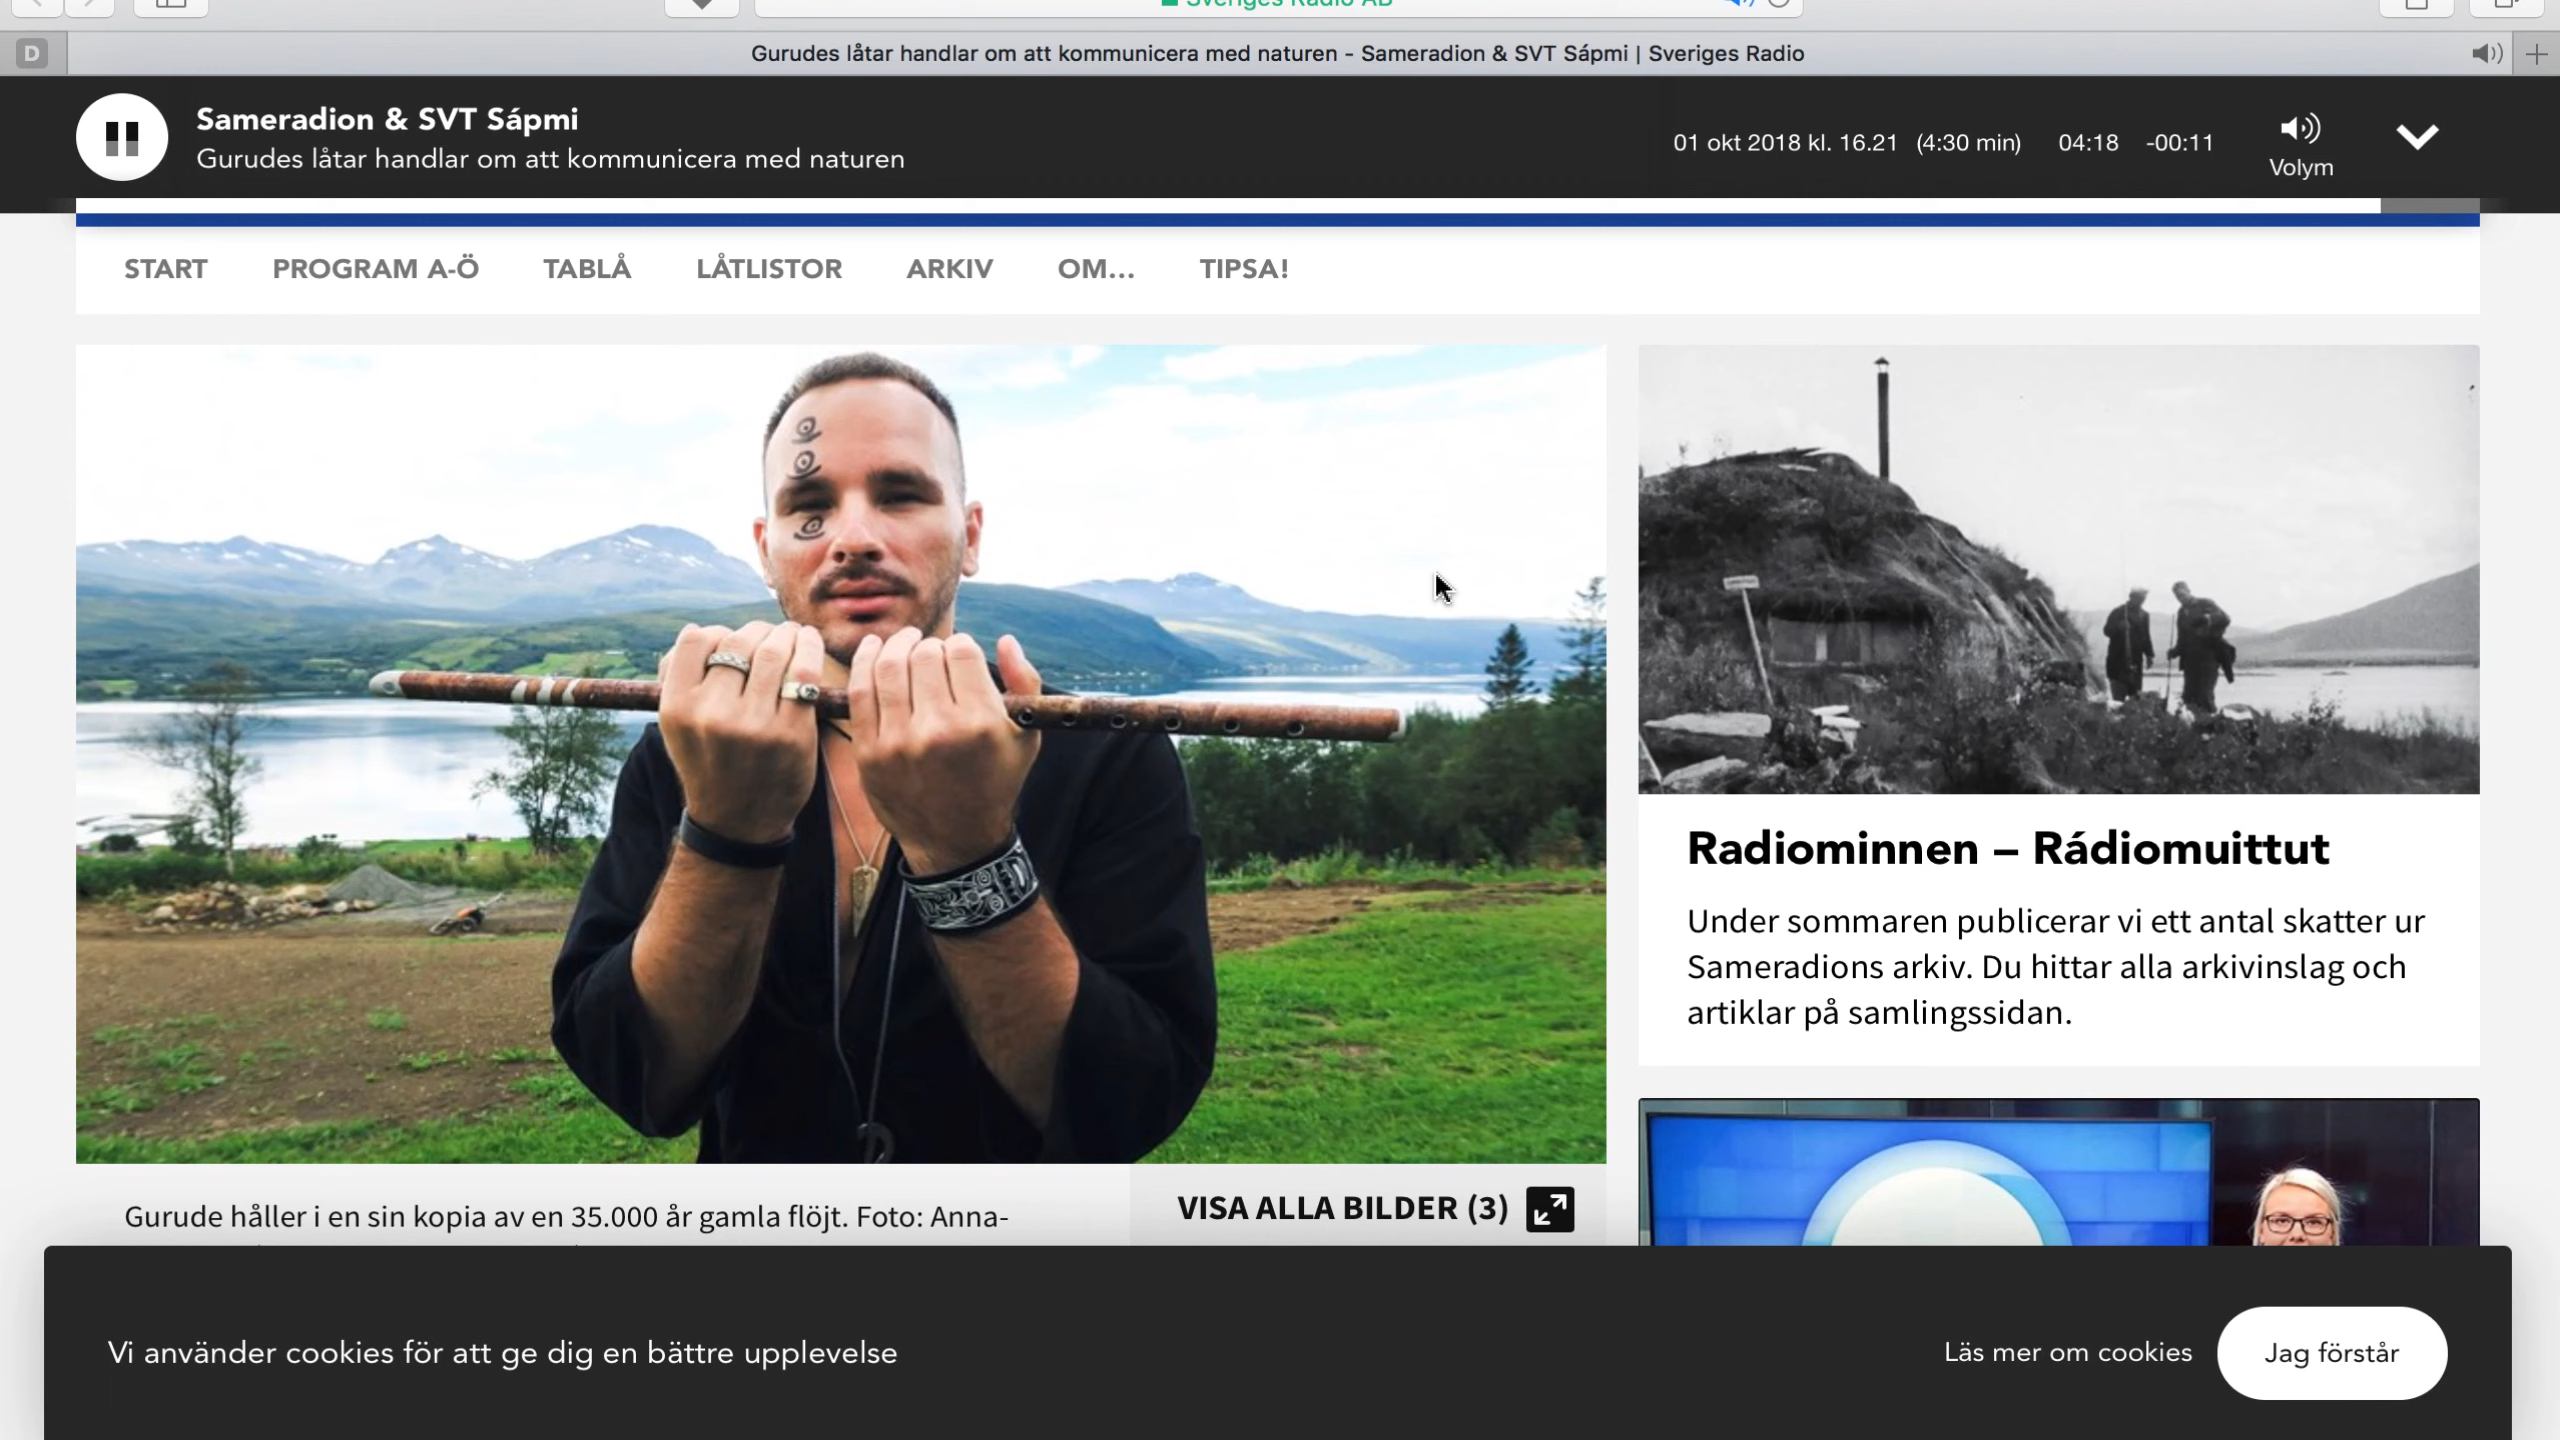 Sveriges Radio AB
D
Gurudes låtar handlar om att kommunicera med naturen - Sameradion & SVT Sápmi | Sveriges Radio
Sameradion & SVT Sápmi
Gurudes låtar handlar om att kommunicera med naturen
01 okt 2018 kl. 16.21 (4:30 min) 04:18 -00:11
Volym
START PROGRAM A-Ö TABLÅ LÅTLISTOR ARKIV OM... TIPSA!
Radiominnen – Rádiomuittut
Under sommaren publicerar vi ett antal skatter ur
Sameradions arkiv. Du hittar alla arkivinslag och
artiklar på samlingssidan.
Gurude håller i en sin kopia av en 35.000 år gamla flöjt. Foto: Anna-
VISA ALLA BILDER (3)
Vi använder cookies för att ge dig en bättre upplevelse
Läs mer om cookies
Jag förstår